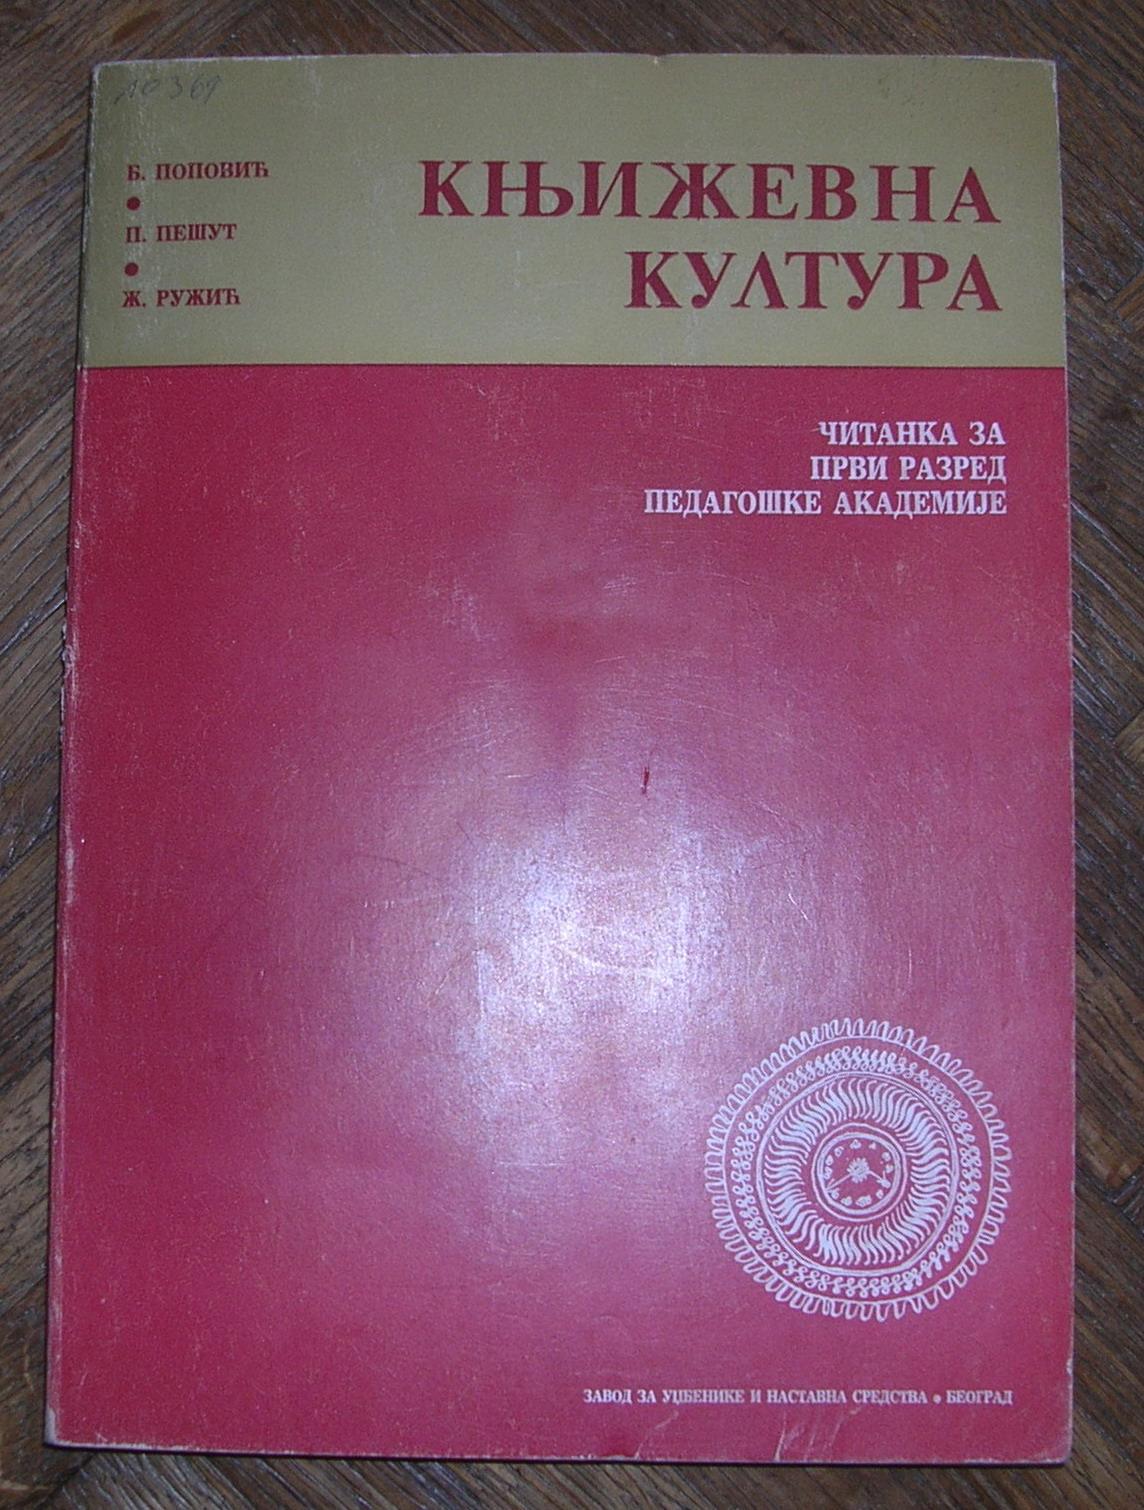 Б. ПОПОВИЋ
•
П. ПЕШУТ
•
Ж. РУЖИЋ
КЊИЖЕВНА
КУЛТУРА
ЧИТАНКА ЗА
ПРВИ РАЗРЕД
ПЕДАГОШКЕ АКАДЕМИЈЕ
ЗАВОД ЗА УЏБЕНИКЕ И НАСТАВНА СРЕДСТВА • БЕОГРАД